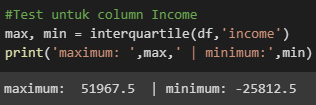 #Test untuk column Income
max, min = interquartile(df,'income')
print('maximum: ',max,' | minimum:',min)
maximum:  51967.5  | minimum: -25812.5